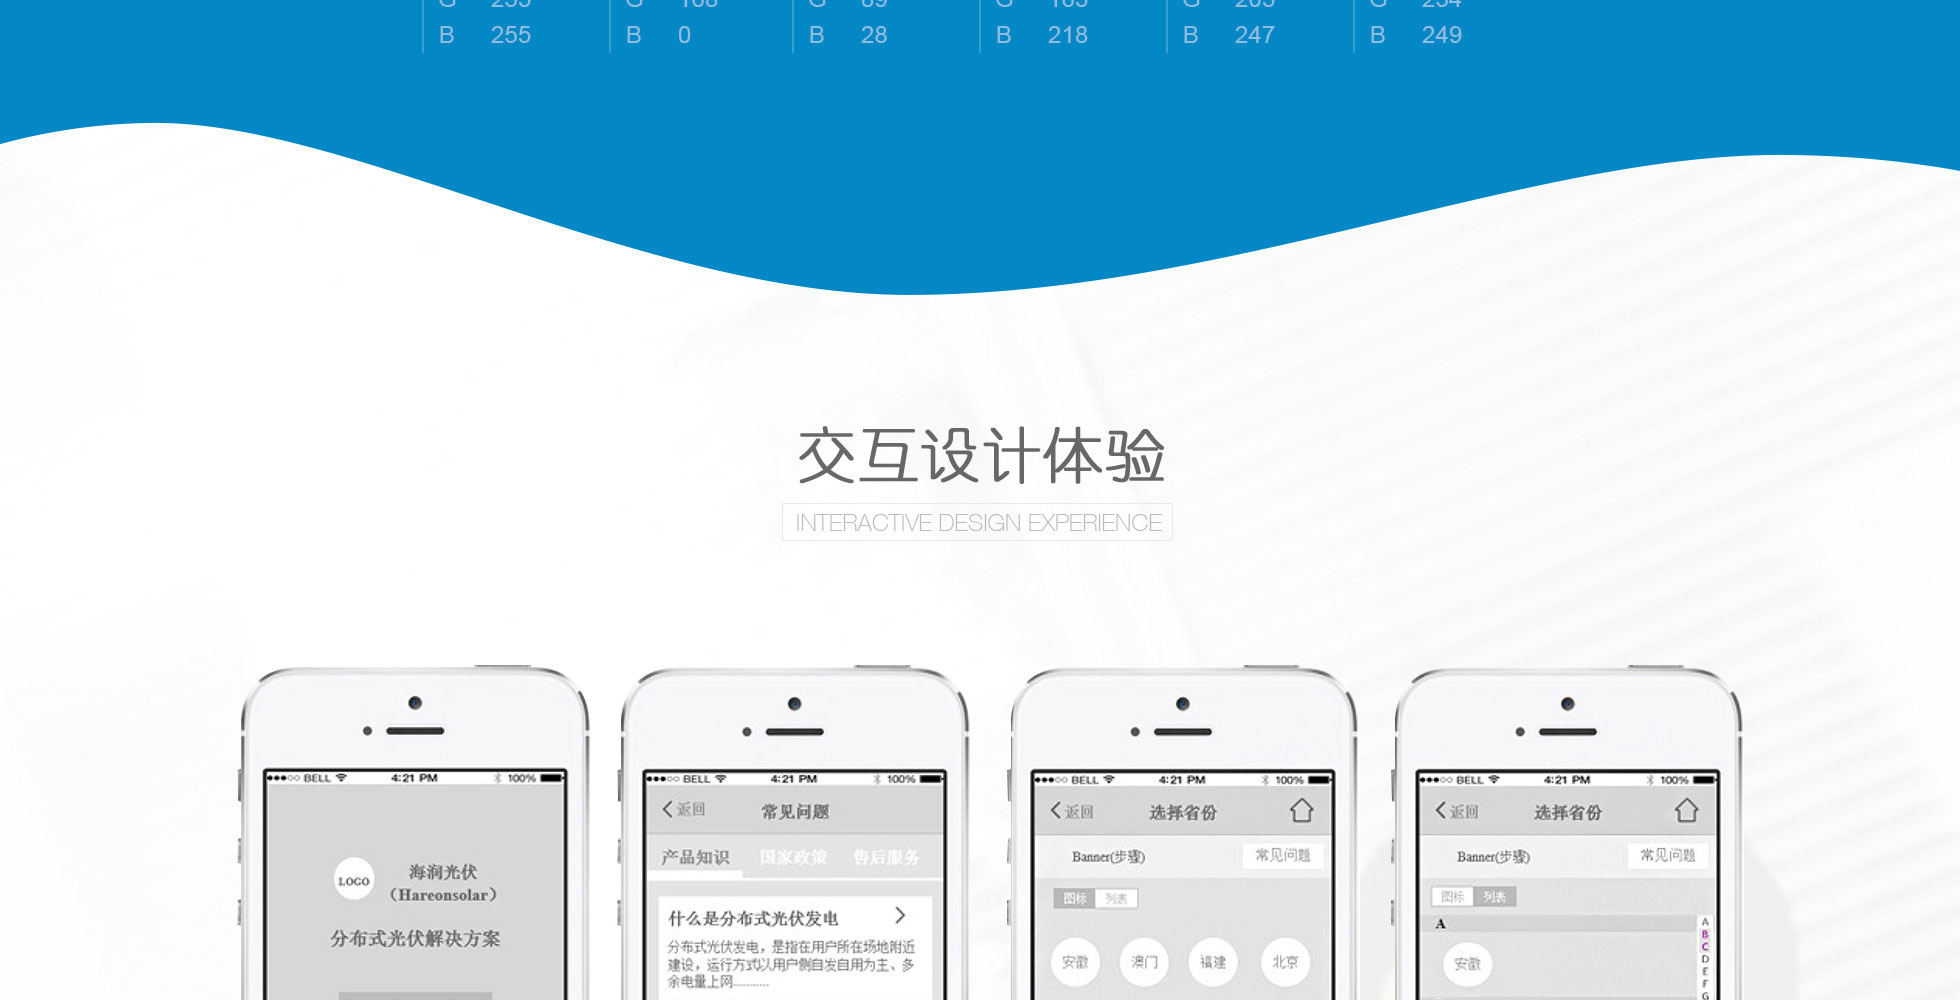 B 255 B 0 B 28 B 218 B 247 B 249
交互设计体验
INTERACTIVE DESIGN EXPERIENCE
BELL 4:21 PM 100%
LOGO
海润光伏
（Hareonsolar）
分布式光伏解决方案
BELL 4:21 PM 100%
返回 常见问题
产品知识 国家政策 售后服务
什么是分布式光伏发电
分布式光伏发电，是指在用户所在场地附近
建设，运行方式以用户侧自发自用为主、多
余电量上网...........
BELL 4:21 PM 100%
返回 选择省份
Banner(步骤) 常见问题
图标 列表
安徽 澳门 福建 北京
BELL 4:21 PM 100%
返回 选择省份
Banner(步骤) 常见问题
图标 列表
A
安徽
A
B
C
D
E
F
G